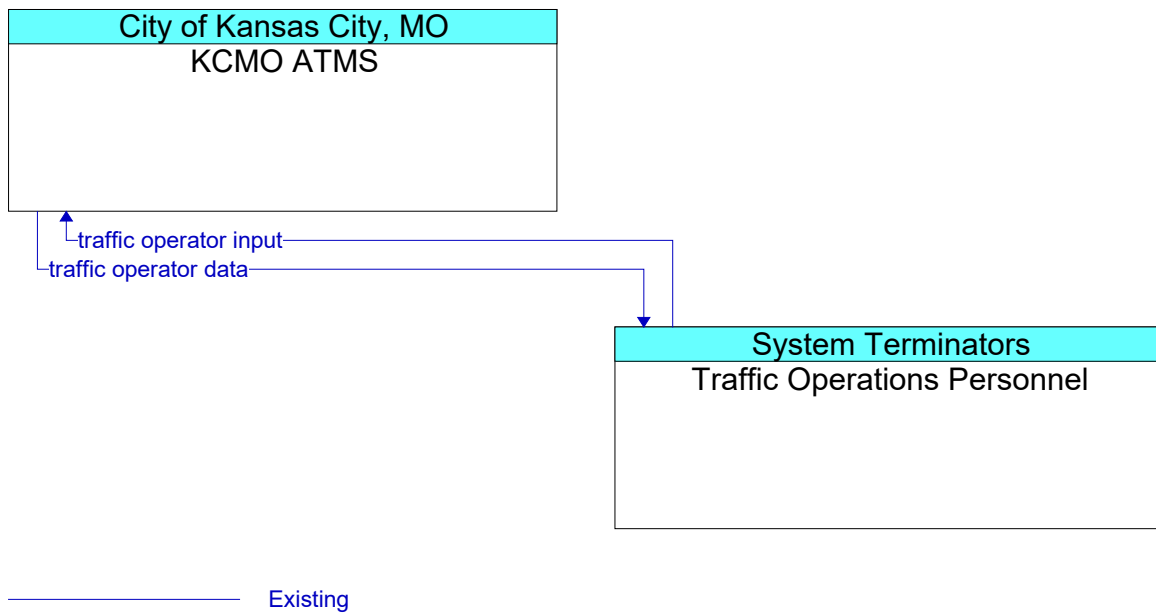 City of Kansas City, MO
KCMO ATMS
traffic operator input
traffic operator data
System Terminators
Traffic Operations Personnel
Existing